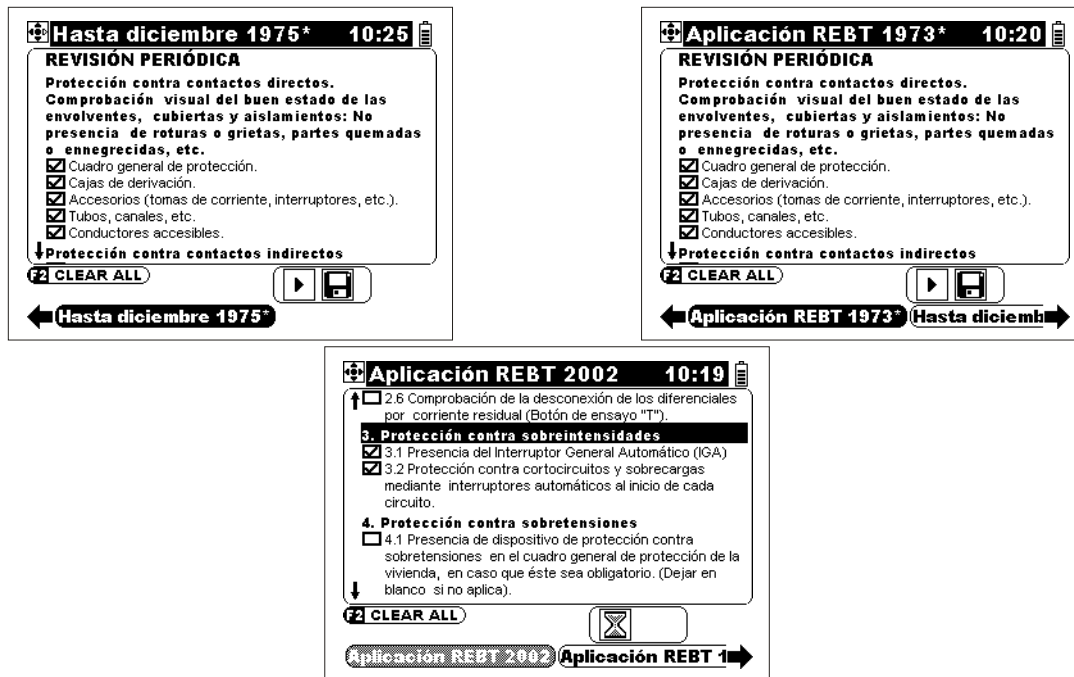 Hasta diciembre 1975* 10:25
REVISIÓN PERIÓDICA
Protección contra contactos directos.
Comprobación visual del buen estado de las
envolventes, cubiertas y aislamientos: No
presencia de roturas o grietas, partes quemadas
o ennegrecidas, etc.
Cuadro general de protección.
Cajas de derivación.
Accesorios (tomas de corriente, interruptores, etc.).
Tubos, canales, etc.
Conductores accesibles.
Protección contra contactos indirectos
F2 CLEAR ALL
Hasta diciembre 1975*
Aplicación REBT 1973* 10:20
REVISIÓN PERIÓDICA
Protección contra contactos directos.
Comprobación visual del buen estado de las
envolventes, cubiertas y aislamientos: No
presencia de roturas o grietas, partes quemadas
o ennegrecidas, etc.
Cuadro general de protección.
Cajas de derivación.
Accesorios (tomas de corriente, interruptores, etc.).
Tubos, canales, etc.
Conductores accesibles.
Protección contra contactos indirectos
F2 CLEAR ALL
Aplicación REBT 1973* Hasta diciemb
Aplicación REBT 2002 10:19
2.6 Comprobación de la desconexión de los diferenciales
por corriente residual (Botón de ensayo "T").
3. Protección contra sobreintensidades
3.1 Presencia del Interruptor General Automático (IGA)
3.2 Protección contra cortocircuitos y sobrecargas
mediante interruptores automáticos al inicio de cada
circuito.
4. Protección contra sobretensiones
4.1 Presencia de dispositivo de protección contra
sobretensiones en el cuadro general de protección de la
vivienda, en caso que éste sea obligatorio. (Dejar en
blanco si no aplica).
F2 CLEAR ALL
Aplicación REBT 2002 Aplicación REBT 1